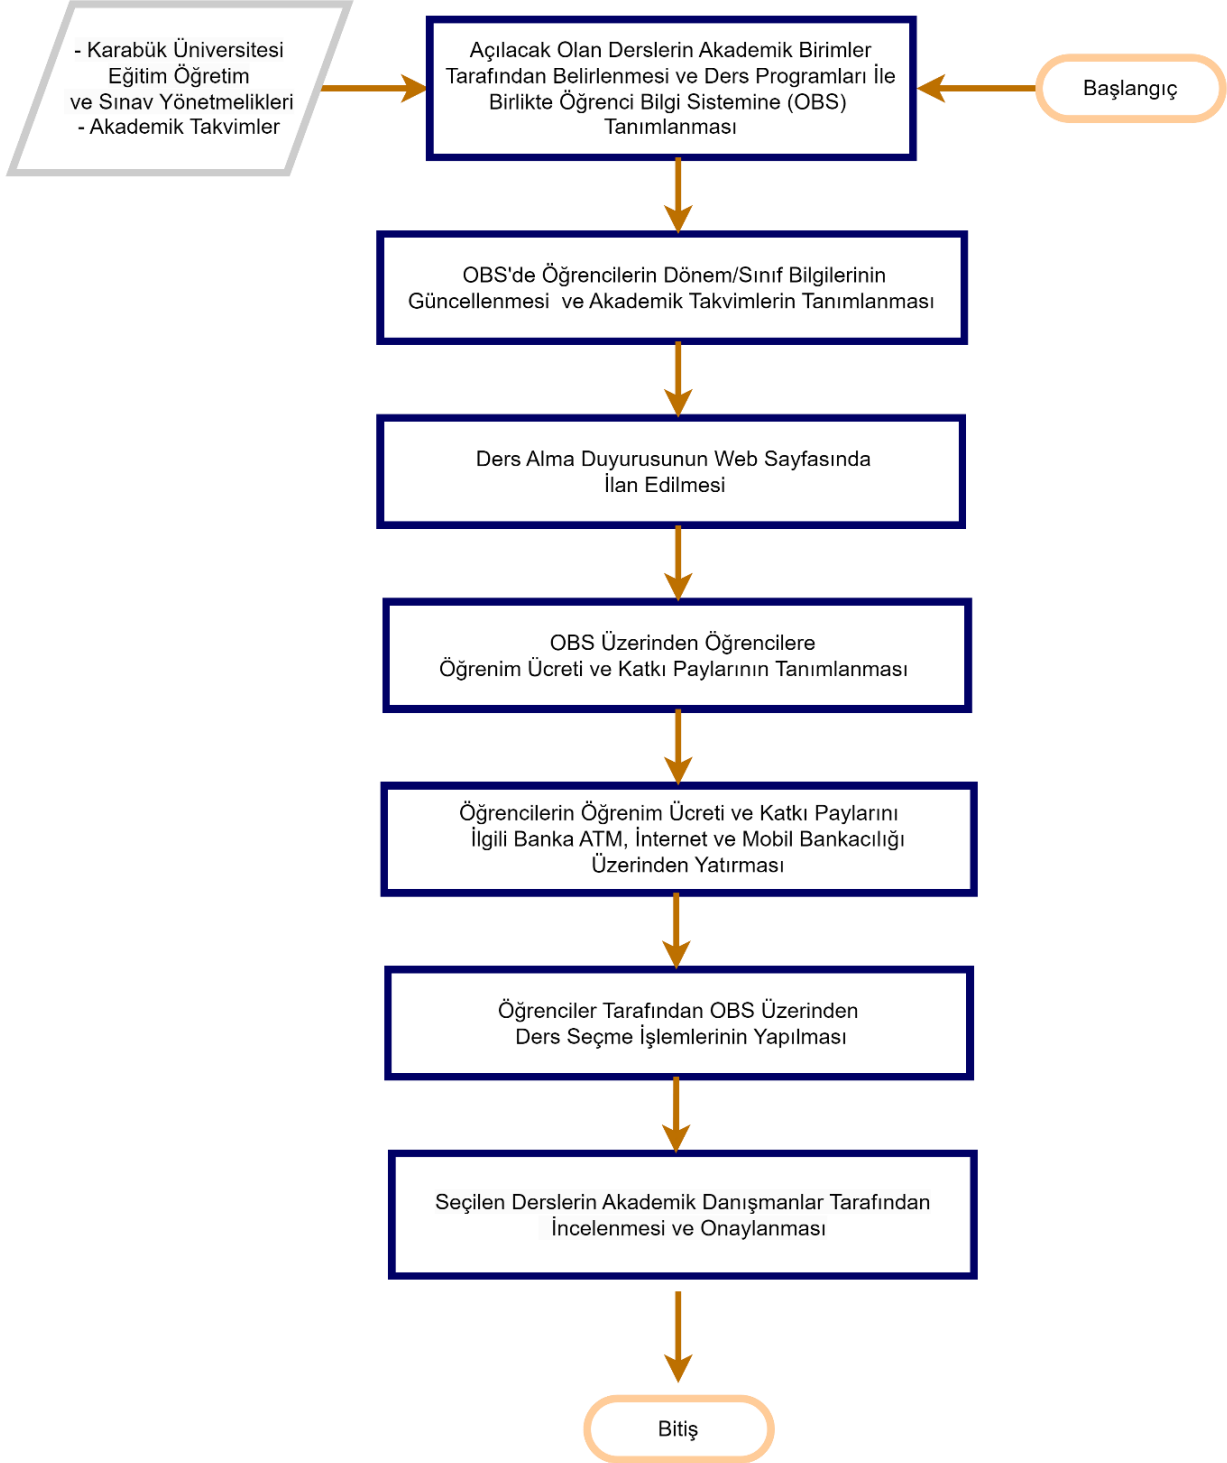 - Karabük Üniversitesi
Eğitim Öğretim
ve Sınav Yönetmelikleri
- Akademik Takvimler
Açılacak Olan Derslerin Akademik Birimler
Tarafından Belirlenmesi ve Ders Programları İle
Birlikte Öğrenci Bilgi Sistemine (OBS)
Tanımlanması
Başlangıç
OBS'de Öğrencilerin Dönem/Sınıf Bilgilerinin
Güncellenmesi ve Akademik Takvimlerin Tanımlanması
Ders Alma Duyurusunun Web Sayfasında
İlan Edilmesi
OBS Üzerinden Öğrencilere
Öğrenim Ücreti ve Katkı Paylarının Tanımlanması
Öğrencilerin Öğrenim Ücreti ve Katkı Paylarını
İlgili Banka ATM, İnternet ve Mobil Bankacılığı
Üzerinden Yatırması
Öğrenciler Tarafından OBS Üzerinden
Ders Seçme İşlemlerinin Yapılması
Seçilen Derslerin Akademik Danışmanlar Tarafından
İncelenmesi ve Onaylanması
Bitiş